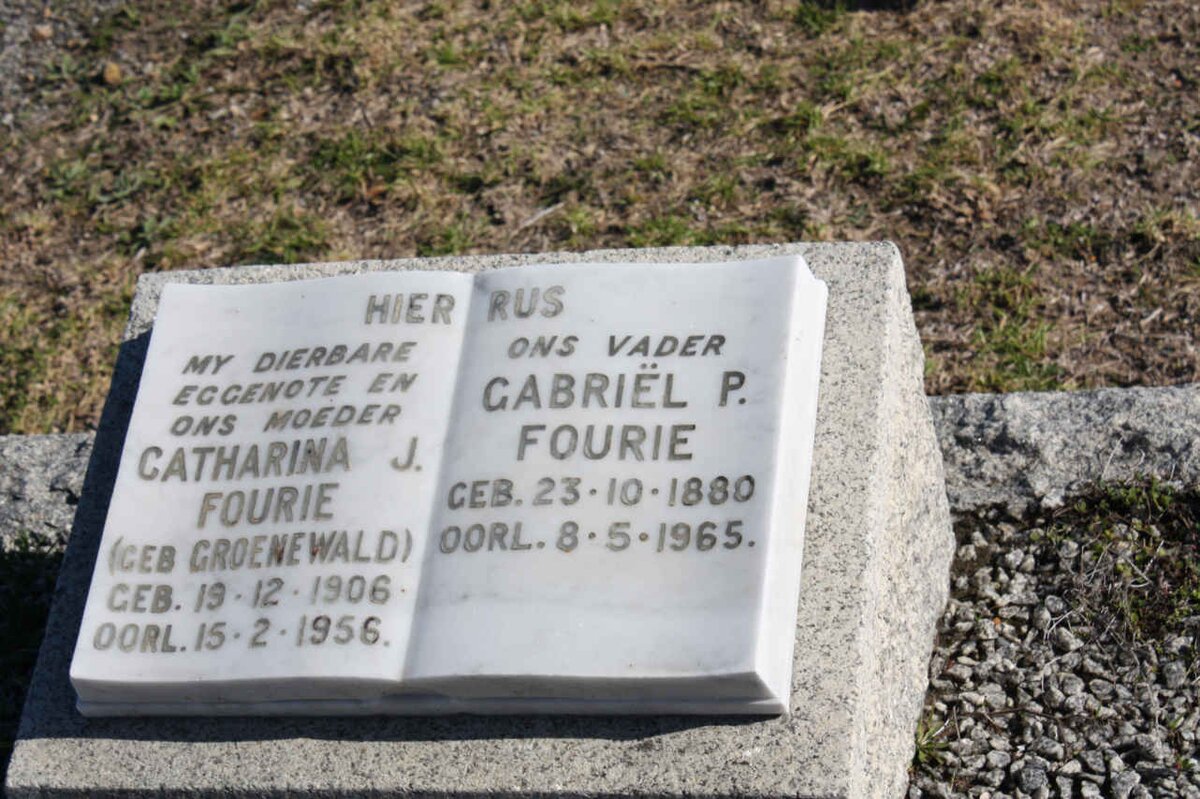 HIER RUS
MY DIERBARE
EGGENOTE EN
ONS MOEDER
CATHARINA J.
FOURIE
(GEB GROENEWALD)
GEB. 19·12·1906·
OORL. 15·2·1956.
ONS VADER
GABRIËL P.
FOURIE
GEB. 23·10·1880
OORL. 8·5·1965.